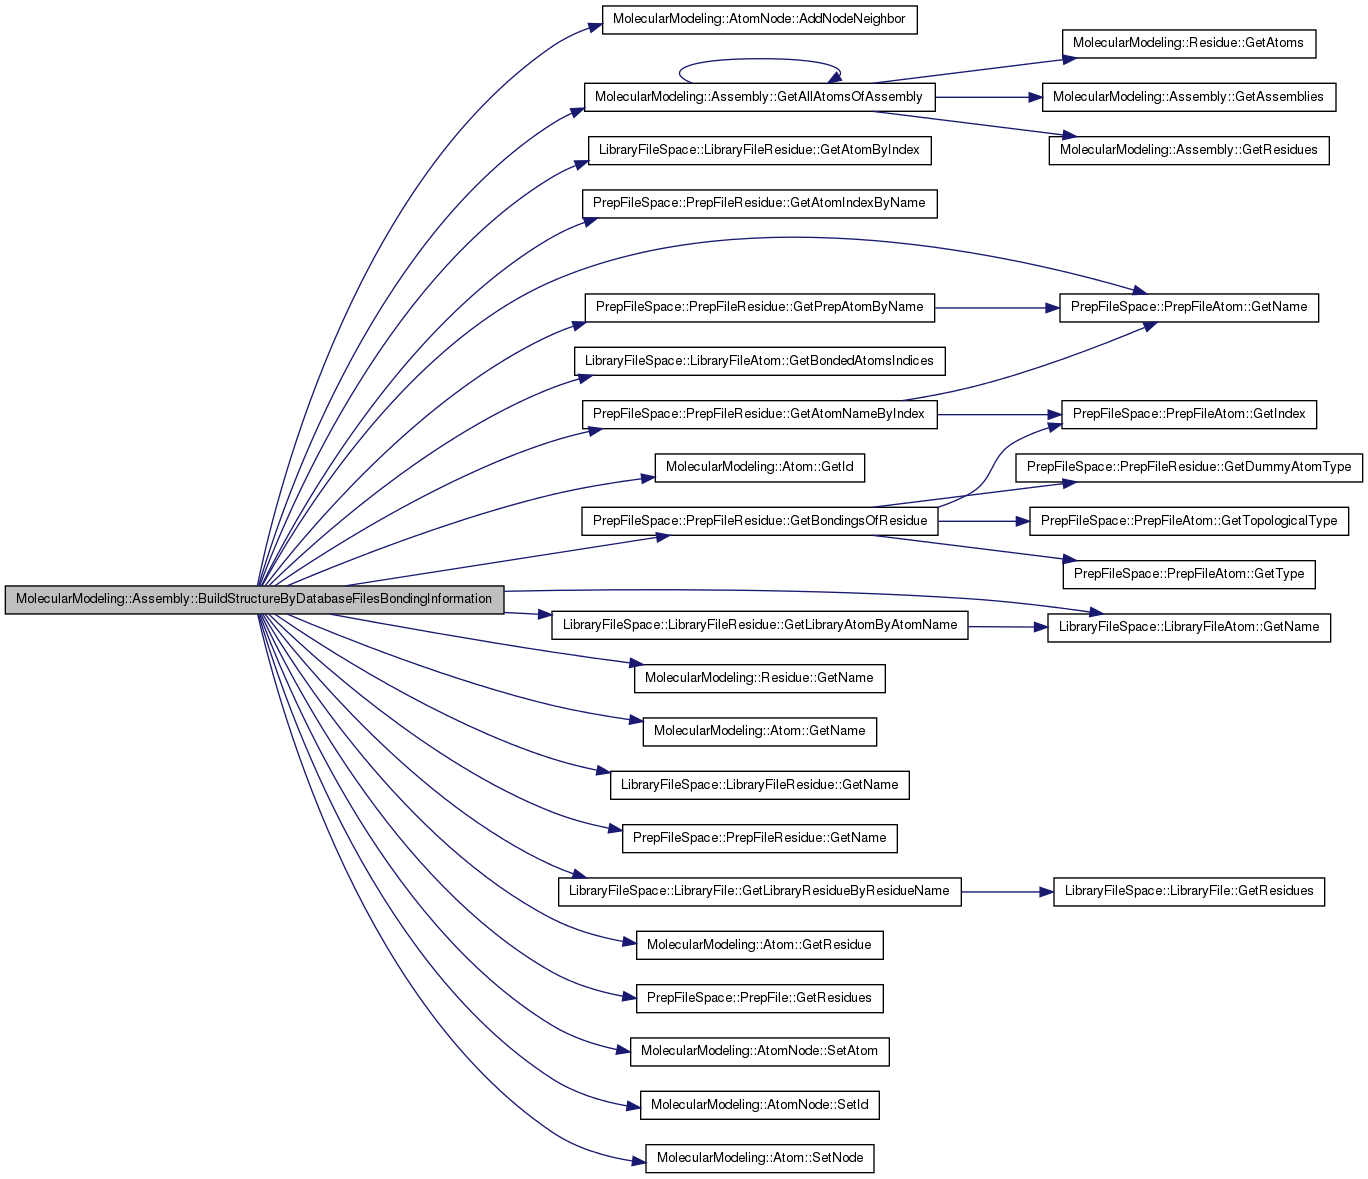 MolecularModeling::AtomNode::AddNodeNeighbor
MolecularModeling::Residue::GetAtoms
MolecularModeling::Assembly::GetAllAtomsOfAssembly
MolecularModeling::Assembly::GetAssemblies
LibraryFileSpace::LibraryFileResidue::GetAtomByIndex
MolecularModeling::Assembly::GetResidues
PrepFileSpace::PrepFileResidue::GetAtomIndexByName
PrepFileSpace::PrepFileResidue::GetPrepAtomByName
PrepFileSpace::PrepFileAtom::GetName
LibraryFileSpace::LibraryFileAtom::GetBondedAtomsIndices
PrepFileSpace::PrepFileResidue::GetAtomNameByIndex
PrepFileSpace::PrepFileAtom::GetIndex
MolecularModeling::Atom::GetId
PrepFileSpace::PrepFileResidue::GetDummyAtomType
PrepFileSpace::PrepFileResidue::GetBondingsOfResidue
PrepFileSpace::PrepFileAtom::GetTopologicalType
PrepFileSpace::PrepFileAtom::GetType
MolecularModeling::Assembly::BuildStructureByDatabaseFilesBondingInformation
LibraryFileSpace::LibraryFileResidue::GetLibraryAtomByAtomName
LibraryFileSpace::LibraryFileAtom::GetName
MolecularModeling::Residue::GetName
MolecularModeling::Atom::GetName
LibraryFileSpace::LibraryFileResidue::GetName
PrepFileSpace::PrepFileResidue::GetName
LibraryFileSpace::LibraryFile::GetLibraryResidueByResidueName
LibraryFileSpace::LibraryFile::GetResidues
MolecularModeling::Atom::GetResidue
PrepFileSpace::PrepFile::GetResidues
MolecularModeling::AtomNode::SetAtom
MolecularModeling::AtomNode::SetId
MolecularModeling::Atom::SetNode